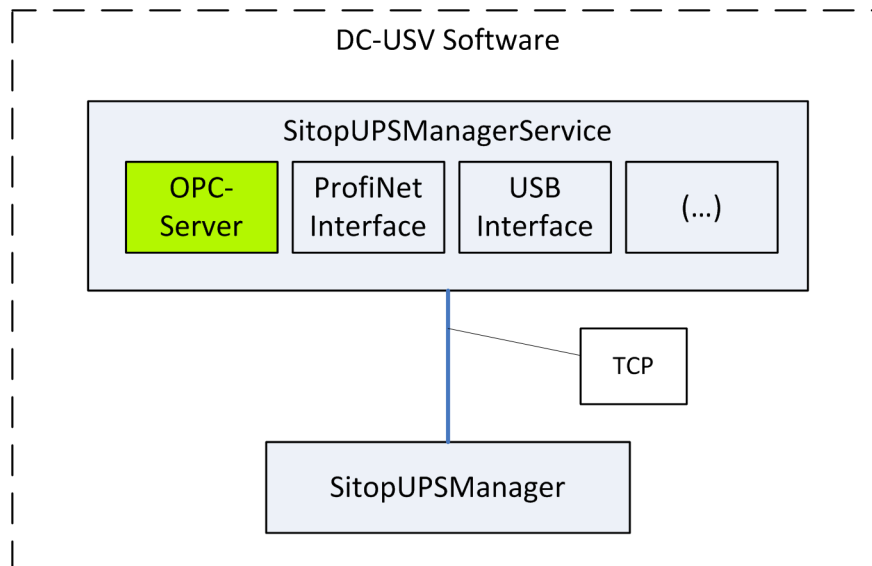 DC-USV Software
SitopUPSManagerService
OPC-
Server
ProfiNet
Interface
USB
Interface
(...)
TCP
SitopUPSManager